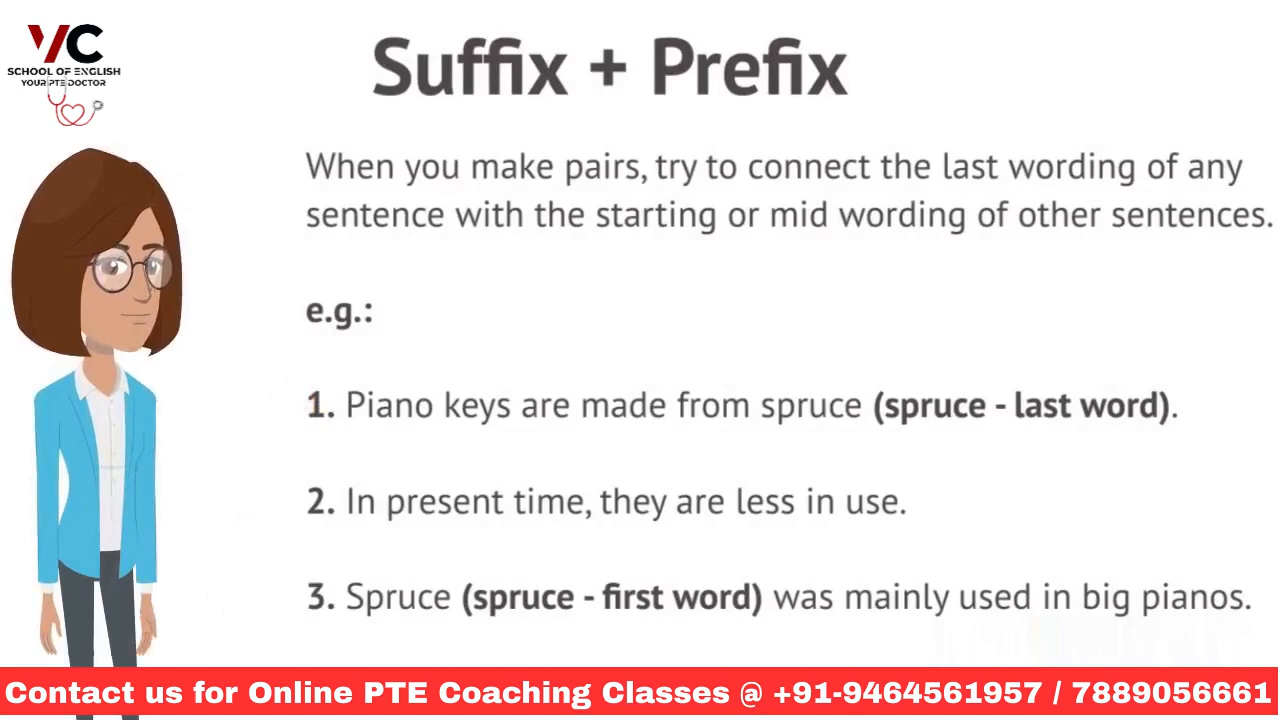 VC
SCHOOL OF ENGLISH
YOUR PTE DOCTOR
Suffix + Prefix
When you make pairs, try to connect the last wording of any
sentence with the starting or mid wording of other sentences.
e.g.:
1. Piano keys are made from spruce (spruce - last word).
2. In present time, they are less in use.
3. Spruce (spruce - first word) was mainly used in big pianos.
Contact us for Online PTE Coaching Classes @ +91-9464561957 / 7889056661